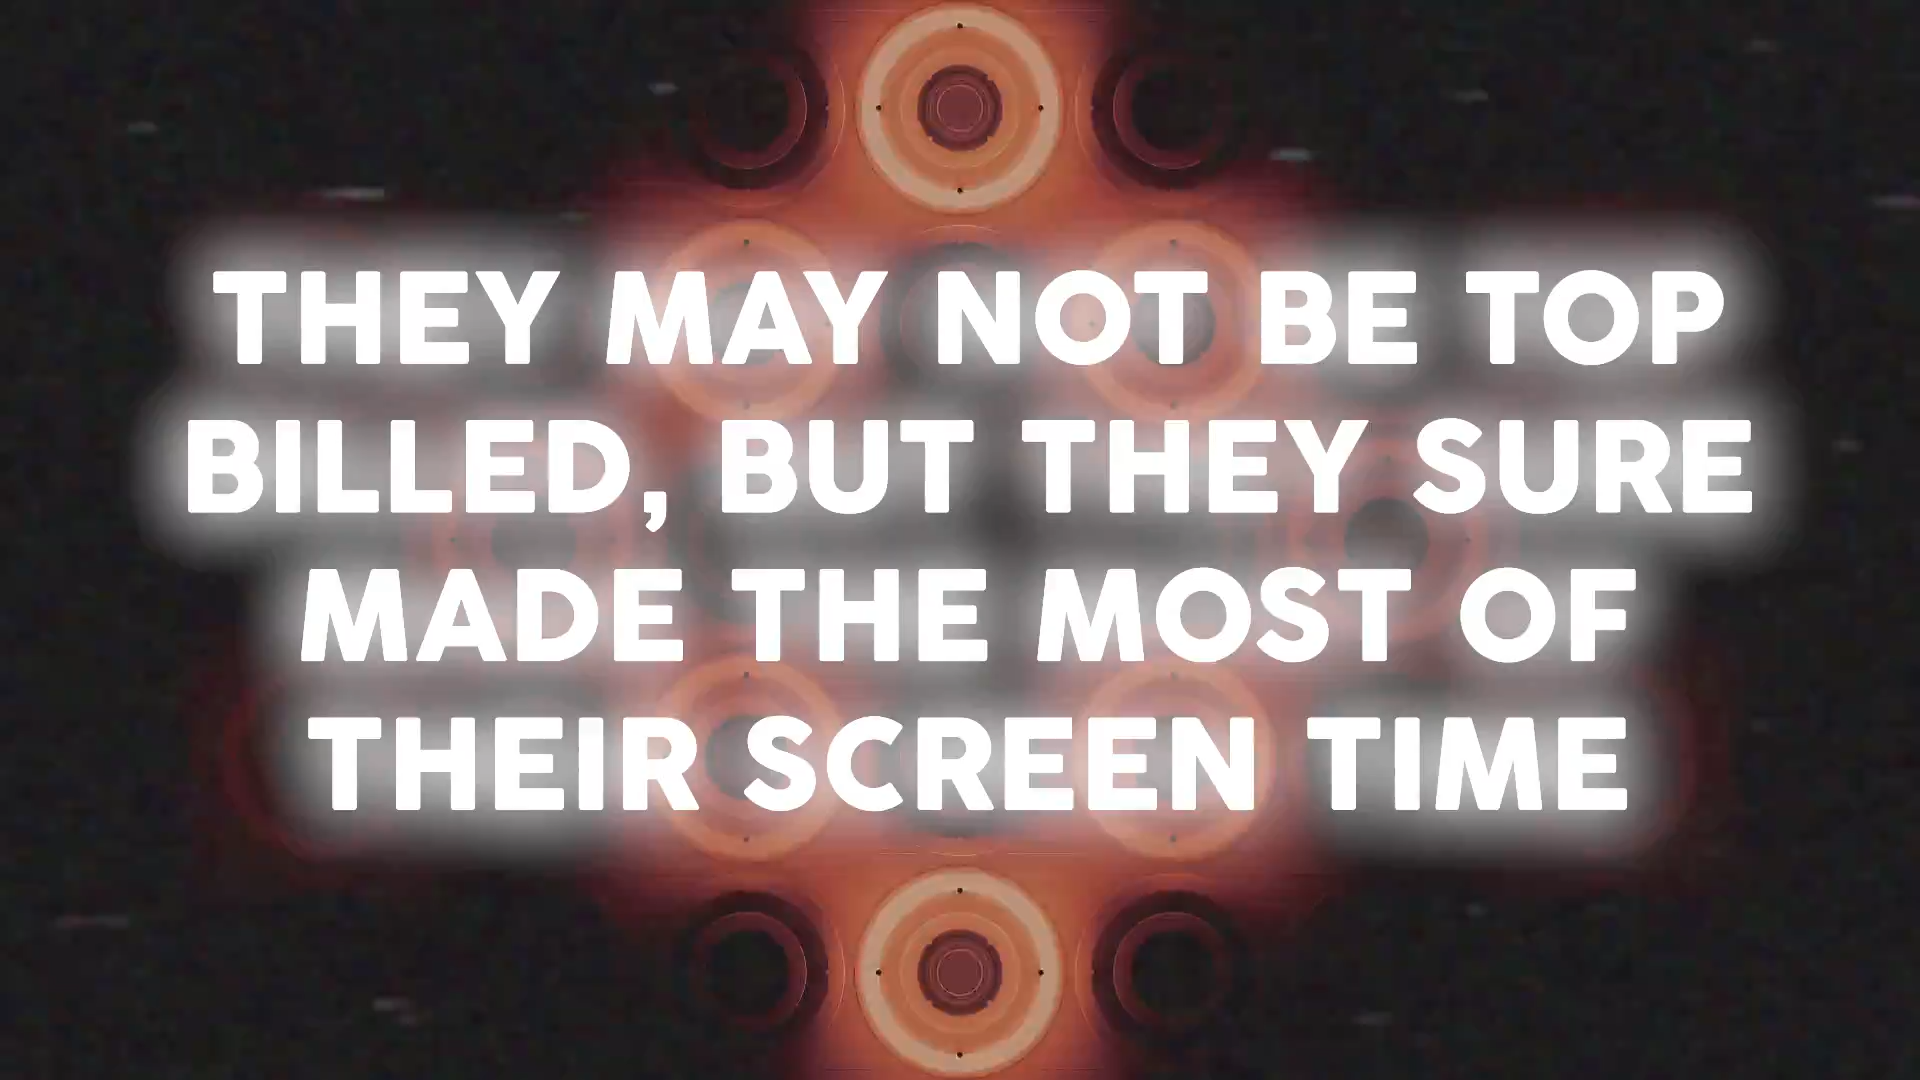 THEY MAY NOT BE TOP
BILLED, BUT THEY SURE
MADE THE MOST OF
THEIR SCREEN TIME